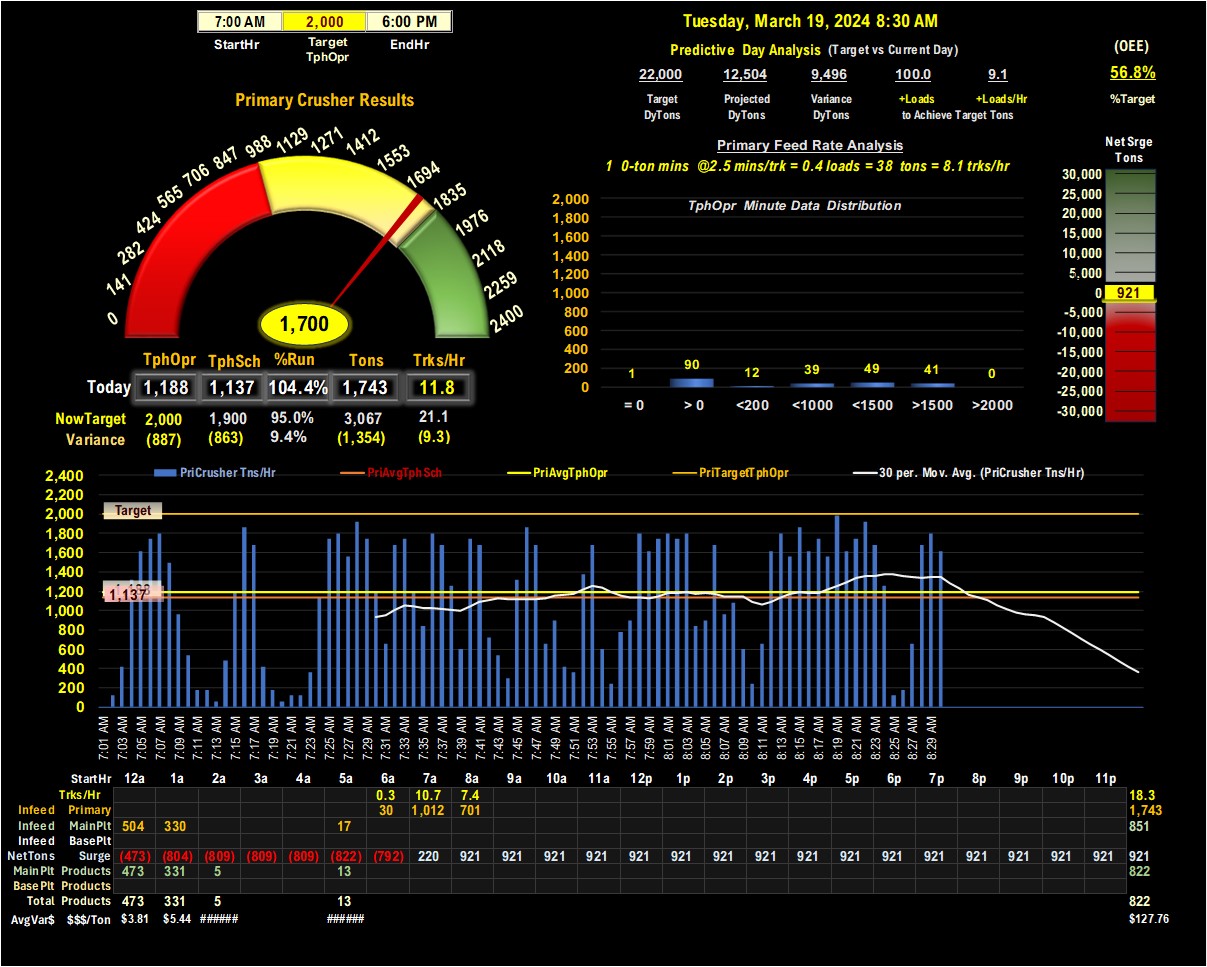 7:00 AM 2,000 6:00 PM
StartHr Target TphOpr EndHr
Tuesday, March 19, 2024 8:30 AM
Predictive Day Analysis (Target vs Current Day)
22,000 12,504 9,496 100.0 9.1
Target DyTons Projected DyTons Variance DyTons +Loads +Loads/Hr
to Achieve Target Tons
(OEE)
56.8%
%Target
Primary Crusher Results
0 141 282 424 565 706 847 988 1129 1271 1412 1553 1694 1835 1976 2118 2259 2400
1,700
TphOpr TphSch %Run Tons Trks/Hr
Today 1,188 1,137 104.4% 1,743 11.8
NowTarget 2,000 1,900 95.0% 3,067 21.1
Variance (887) (863) 9.4% (1,354) (9.3)
Primary Feed Rate Analysis
1 0-ton mins @2.5 mins/trk = 0.4 loads = 38 tons = 8.1 trks/hr
TphOpr Minute Data Distribution
2,000
1,800
1,600
1,400
1,200
1,000
800
600
400
200
0
1 90 12 39 49 41 0
= 0 > 0 <200 <1000 <1500 >1500 >2000
Net Srge
Tons
30,000
25,000
20,000
15,000
10,000
5,000
0 921
-5,000
-10,000
-15,000
-20,000
-25,000
-30,000
PriCrusher Tns/Hr PriAvgTphSch PriAvgTphOpr PriTargetTphOpr 30 per. Mov. Avg. (PriCrusher Tns/Hr)
2,400
2,200
2,000
1,800
1,600
1,400
1,200
1,000
800
600
400
200
0
Target
1,137
7:01 AM 7:03 AM 7:05 AM 7:07 AM 7:09 AM 7:11 AM 7:13 AM 7:15 AM 7:17 AM 7:19 AM 7:21 AM 7:23 AM 7:25 AM 7:27 AM 7:29 AM 7:31 AM 7:33 AM 7:35 AM 7:37 AM 7:39 AM 7:41 AM 7:43 AM 7:45 AM 7:47 AM 7:49 AM 7:51 AM 7:53 AM 7:55 AM 7:57 AM 7:59 AM 8:01 AM 8:03 AM 8:05 AM 8:07 AM 8:09 AM 8:11 AM 8:13 AM 8:15 AM 8:17 AM 8:19 AM 8:21 AM 8:23 AM 8:25 AM 8:27 AM 8:29 AM
StartHr 12a 1a 2a 3a 4a 5a 6a 7a 8a 9a 10a 11a 12p 1p 2p 3p 4p 5p 6p 7p 8p 9p 10p 11p
Trks/Hr 0.3 10.7 7.4 18.3
Infeed Primary 30 1,012 701 1,743
Infeed MainPlt 504 330 17 851
Infeed BasePlt
NetTons Surge (473) (804) (809) (809) (809) (822) (792) 220 921 921 921 921 921 921 921 921 921 921 921 921 921 921 921 921 921
MainPlt Products 473 331 5 13 822
BasePlt Products
Total Products 473 331 5 13 822
AvgVar$ $$$/Ton $3.81 $5.44 ###### ###### $127.76